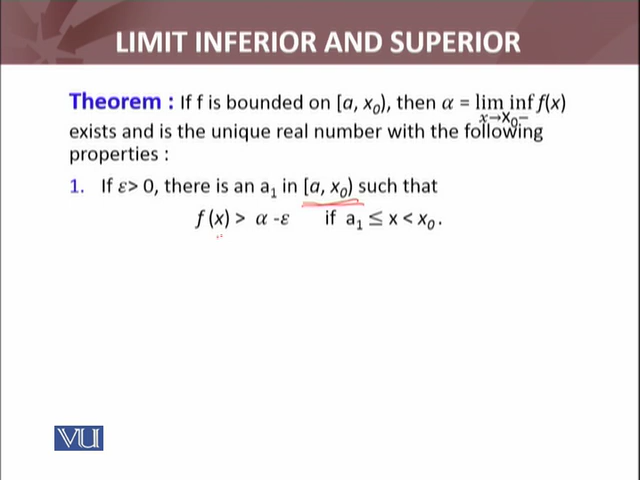 LIMIT INFERIOR AND SUPERIOR
Theorem : If f is bounded on [a, x₀), then α = lim inf f(x)
x→x₀−
exists and is the unique real number with the following
properties :
1. If ε> 0, there is an a₁ in [a, x₀) such that
f (x) > α -ε if a₁ ≤ x < x₀.
VU